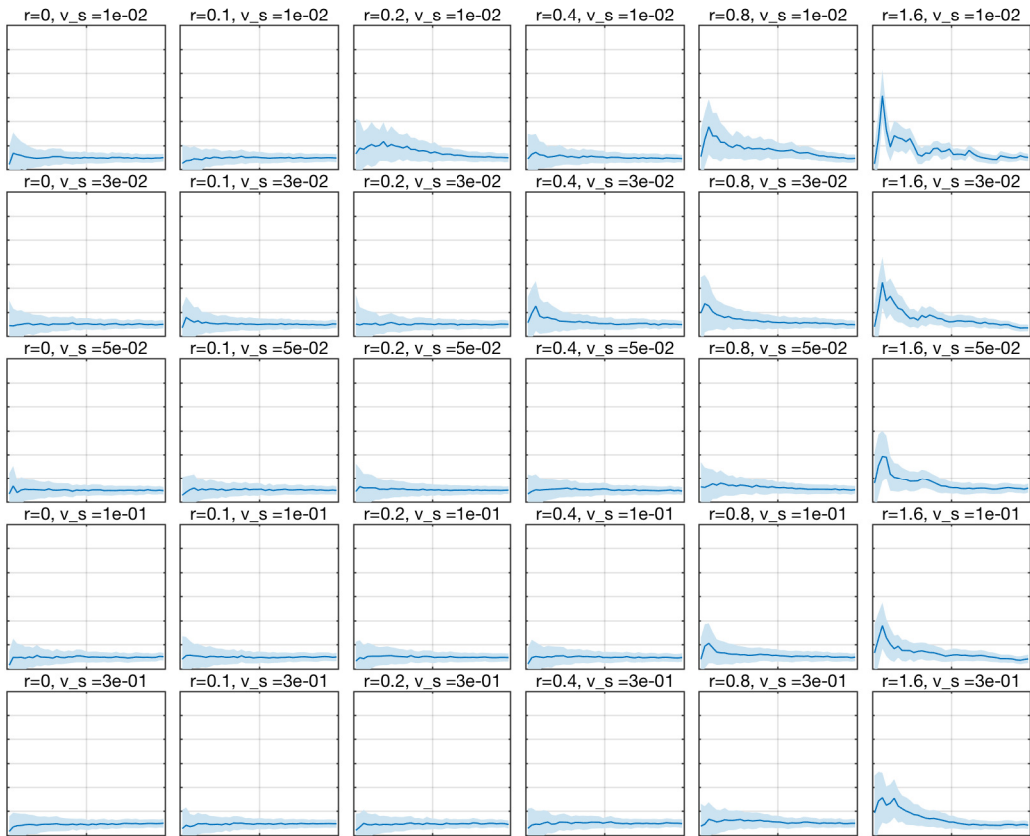 r=0, v_s =1e-02
r=0.1, v_s =1e-02
r=0.2, v_s =1e-02
r=0.4, v_s =1e-02
r=0.8, v_s =1e-02
r=1.6, v_s =1e-02
r=0, v_s =3e-02
r=0.1, v_s =3e-02
r=0.2, v_s =3e-02
r=0.4, v_s =3e-02
r=0.8, v_s =3e-02
r=1.6, v_s =3e-02
r=0, v_s =5e-02
r=0.1, v_s =5e-02
r=0.2, v_s =5e-02
r=0.4, v_s =5e-02
r=0.8, v_s =5e-02
r=1.6, v_s =5e-02
r=0, v_s =1e-01
r=0.1, v_s =1e-01
r=0.2, v_s =1e-01
r=0.4, v_s =1e-01
r=0.8, v_s =1e-01
r=1.6, v_s =1e-01
r=0, v_s =3e-01
r=0.1, v_s =3e-01
r=0.2, v_s =3e-01
r=0.4, v_s =3e-01
r=0.8, v_s =3e-01
r=1.6, v_s =3e-01